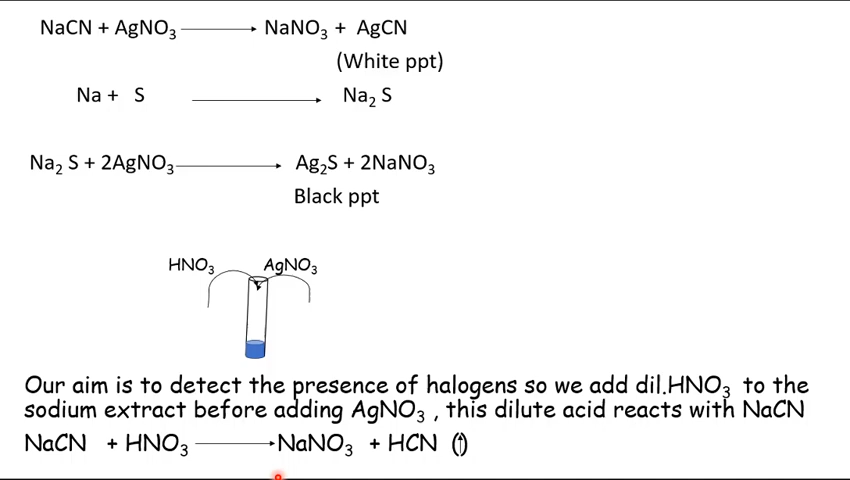 NaCN + AgNO₃ ⟶ NaNO₃ + AgCN
(White ppt)
Na + S ⟶ Na₂ S
Na₂ S + 2AgNO₃ ⟶ Ag₂S + 2NaNO₃
Black ppt
HNO₃ AgNO₃
Our aim is to detect the presence of halogens so we add dil.HNO₃ to the
sodium extract before adding AgNO₃ , this dilute acid reacts with NaCN
NaCN + HNO₃ ⟶ NaNO₃ + HCN (↑)